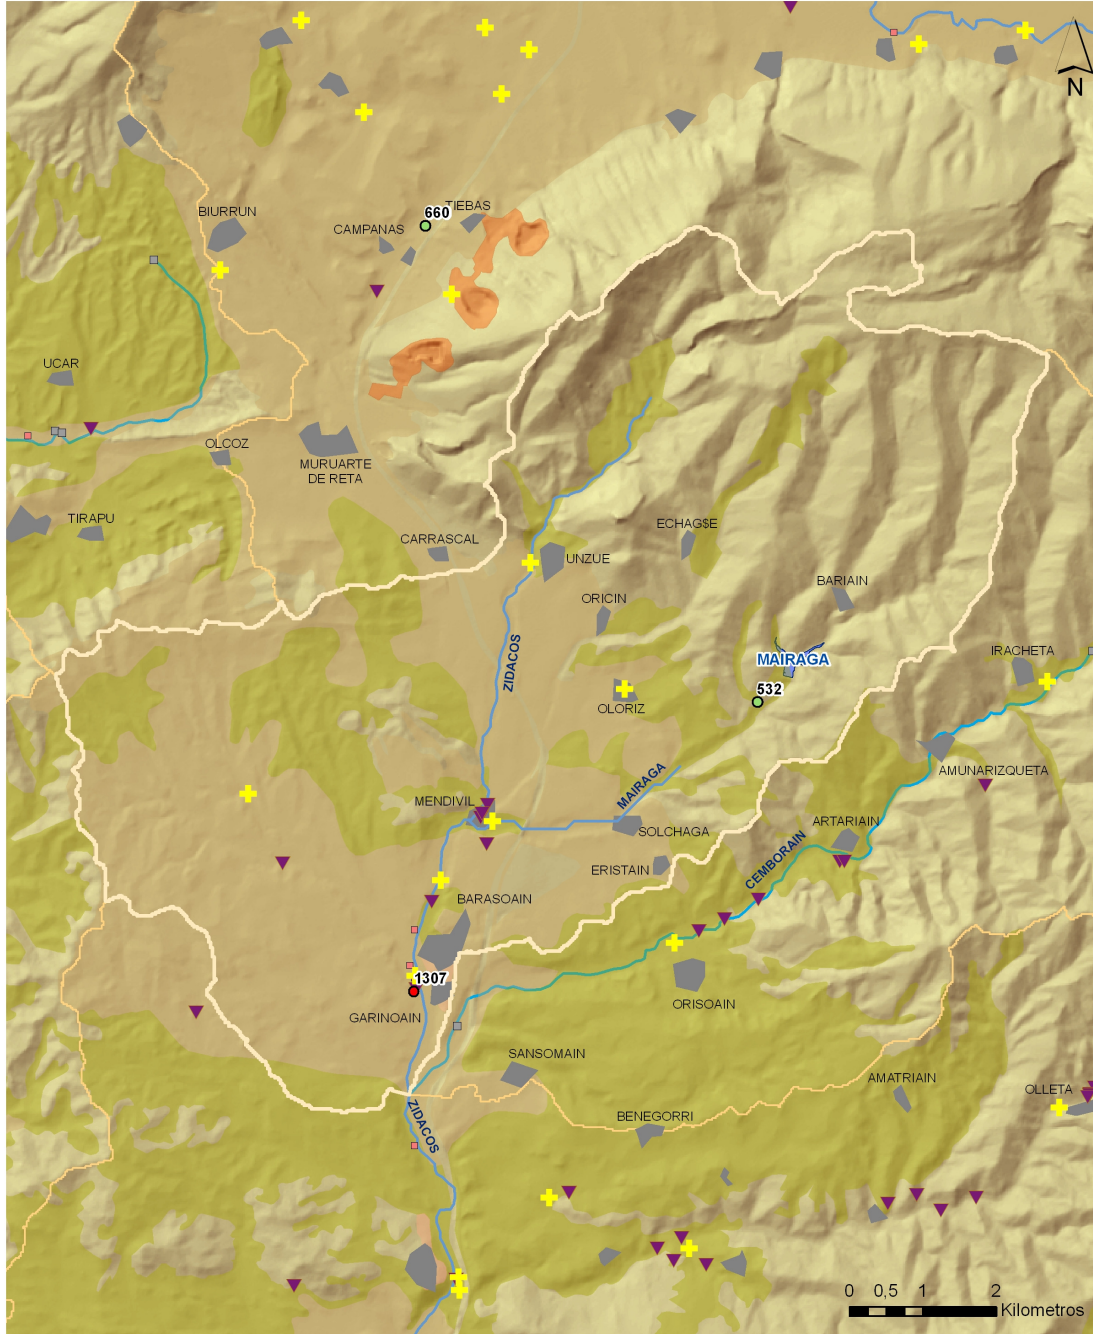 N
TIEBAS
660
BIURRUN
CAMPANAS
UCAR
OLCOZ
MURUARTE
DE RETA
TIRAPU
ECHAG$E
CARRASCAL
UNZUE
BARIAIN
ORICIN
IRACHETA
ZIDACOS
MAIRAGA
532
OLORIZ
AMUNARIZQUETA
MAIRAGA
MENDIVIL
SOLCHAGA
ARTARIAIN
CEMBORAIN
ERISTAIN
BARASOAIN
1307
ORISOAIN
GARINOAIN
SANSOMAIN
AMATRIAIN
OLLETA
ZIDACOS
BENEGORRI
0 0,5 1 2
Kilometros